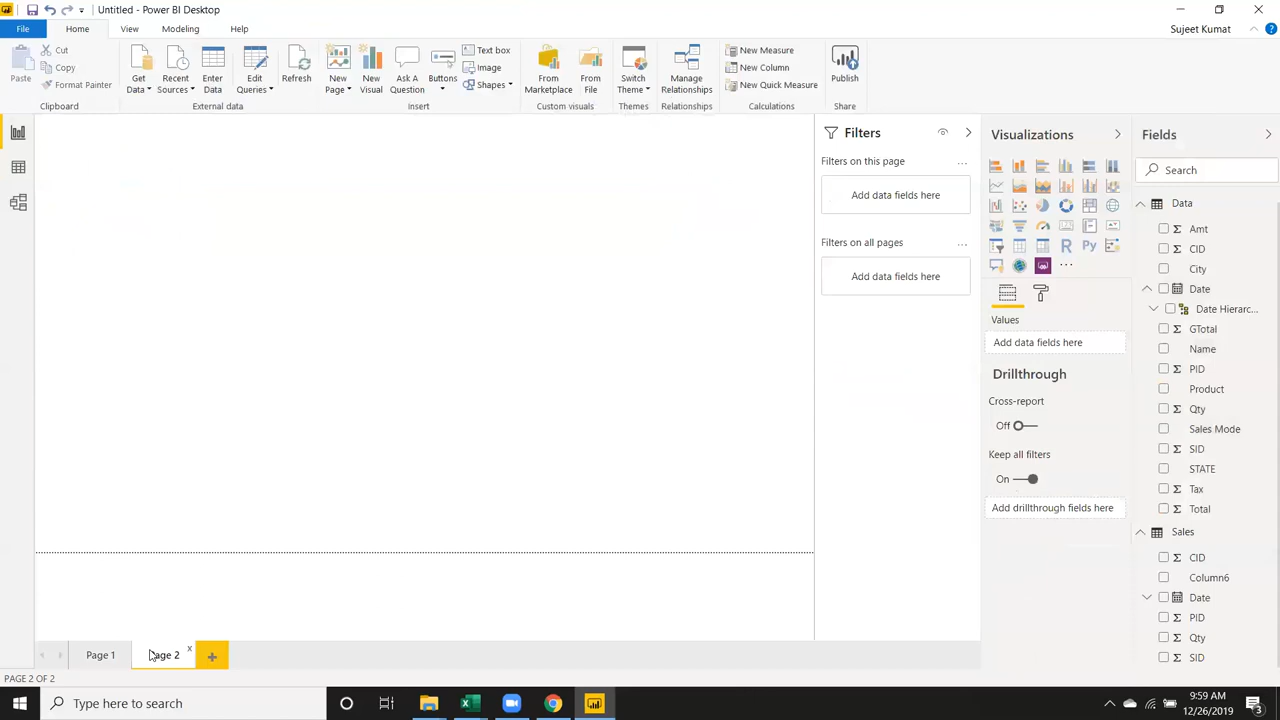 Untitled - Power BI Desktop
File
Home
View
Modeling
Help
Sujeet Kumat
Paste
Cut
Copy
Format Painter
Clipboard
Get Data
Recent Sources
Enter Data
Edit Queries
Refresh
External data
New Page
New Visual
Ask A Question
Buttons
Text box
Image
Shapes
Insert
From Marketplace
From File
Custom visuals
Switch Theme
Themes
Manage Relationships
Relationships
New Measure
New Column
New Quick Measure
Calculations
Publish
Share
Filters
Filters on this page
...
Add data fields here
Filters on all pages
...
Add data fields here
Visualizations
R
Py
...
Values
Add data fields here
Drillthrough
Cross-report
Off
Keep all filters
On
Add drillthrough fields here
Fields
Search
Data
Σ Amt
Σ CID
City
Date
Date Hierarc...
Σ GTotal
Name
Σ PID
Product
Σ Qty
Sales Mode
Σ SID
STATE
Σ Tax
Σ Total
Sales
Σ CID
Column6
Date
Σ PID
Σ Qty
Σ SID
Page 1
Page 2
x
+
PAGE 2 OF 2
Type here to search
9:59 AM
12/26/2019
3